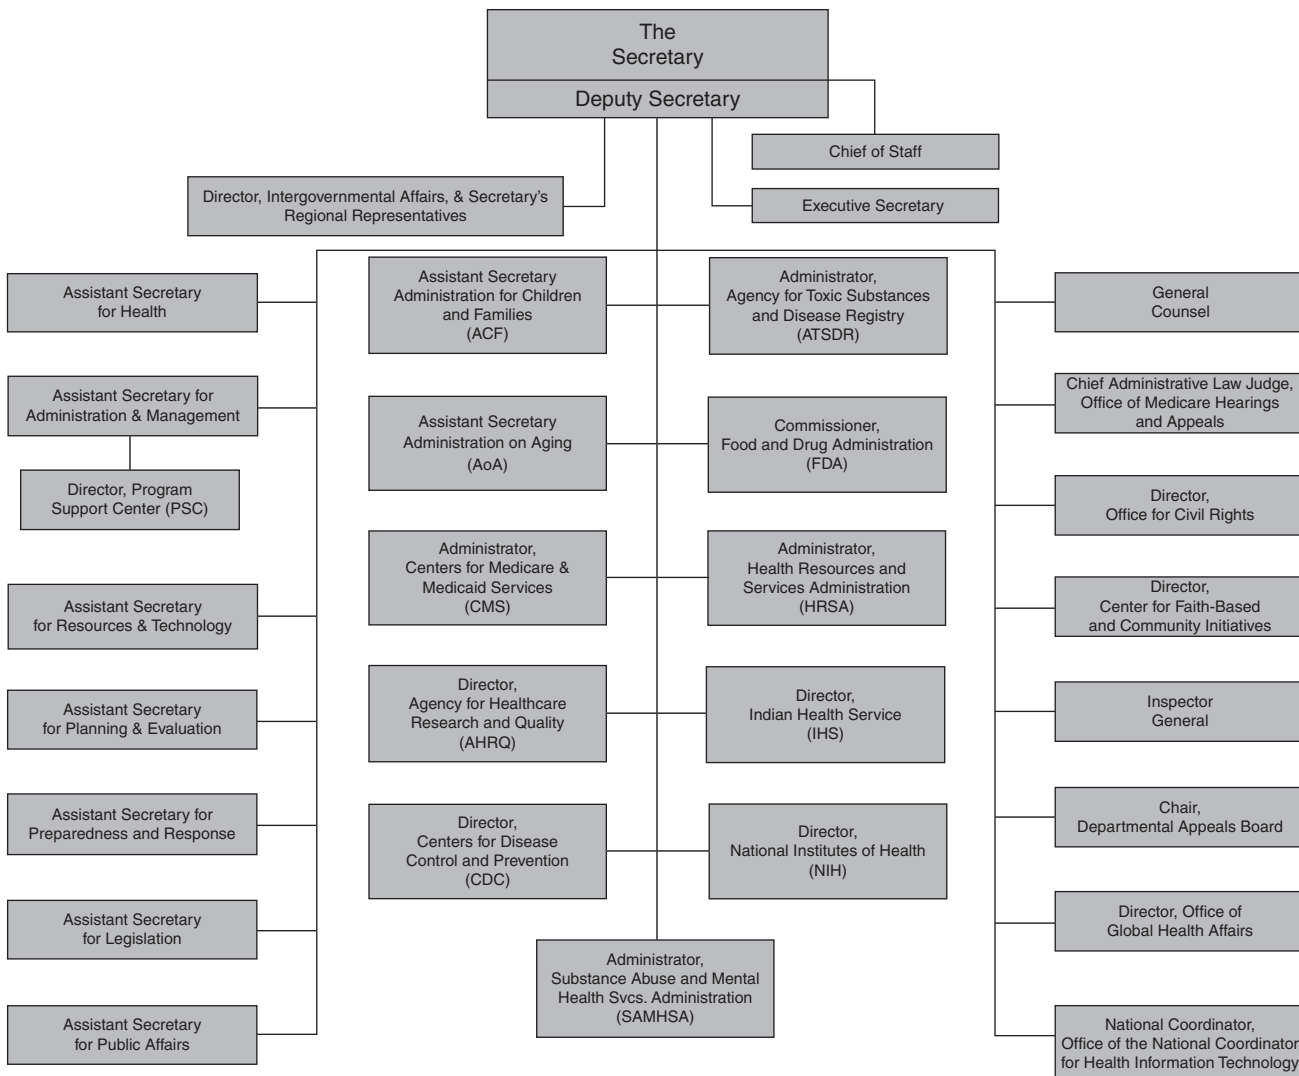 The
Secretary
Deputy Secretary
Chief of Staff
Director, Intergovernmental Affairs, & Secretary’s
Regional Representatives
Executive Secretary
Assistant Secretary
for Health
Assistant Secretary for
Administration & Management
Director, Program
Support Center (PSC)
Assistant Secretary
for Resources & Technology
Assistant Secretary
for Planning & Evaluation
Assistant Secretary for
Preparedness and Response
Assistant Secretary
for Legislation
Assistant Secretary
for Public Affairs
Assistant Secretary
Administration for Children
and Families
(ACF)
Administrator,
Agency for Toxic Substances
and Disease Registry
(ATSDR)
Assistant Secretary
Administration on Aging
(AoA)
Commissioner,
Food and Drug Administration
(FDA)
Administrator,
Centers for Medicare &
Medicaid Services
(CMS)
Administrator,
Health Resources and
Services Administration
(HRSA)
Director,
Agency for Healthcare
Research and Quality
(AHRQ)
Director,
Indian Health Service
(IHS)
Director,
Centers for Disease
Control and Prevention
(CDC)
Director,
National Institutes of Health
(NIH)
Administrator,
Substance Abuse and Mental
Health Svcs. Administration
(SAMHSA)
General
Counsel
Chief Administrative Law Judge,
Office of Medicare Hearings
and Appeals
Director,
Office for Civil Rights
Director,
Center for Faith-Based
and Community Initiatives
Inspector
General
Chair,
Departmental Appeals Board
Director, Office of
Global Health Affairs
National Coordinator,
Office of the National Coordinator
for Health Information Technology